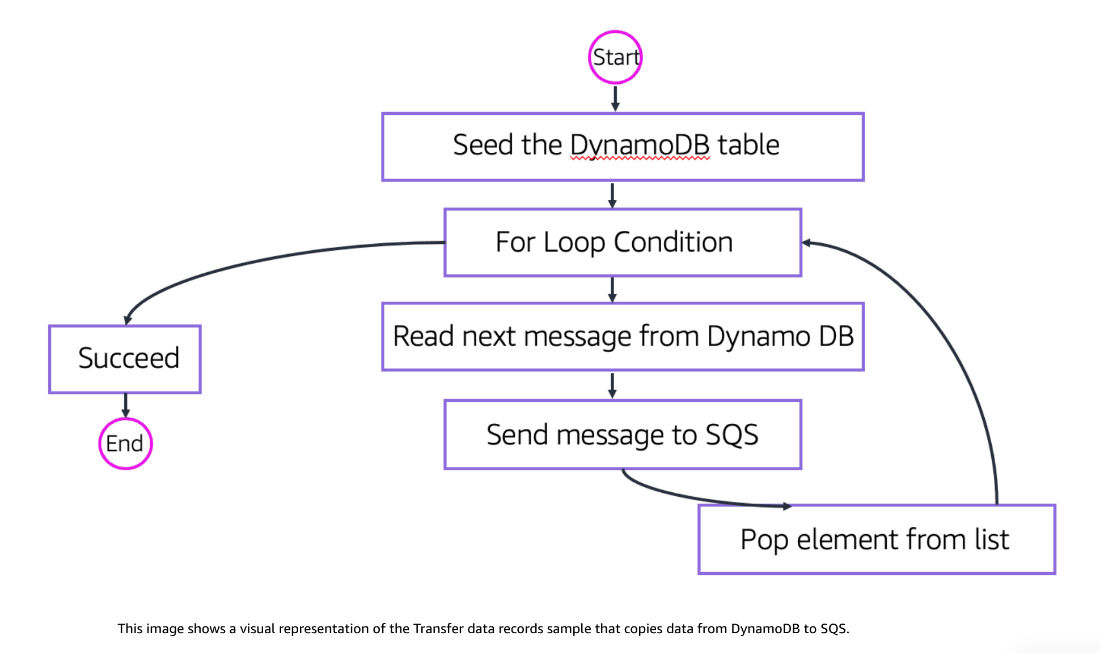 Start
Seed the DynamoDB table
For Loop Condition
Read next message from Dynamo DB
Succeed
Send message to SQS
End
Pop element from list
This image shows a visual representation of the Transfer data records sample that copies data from DynamoDB to SQS.